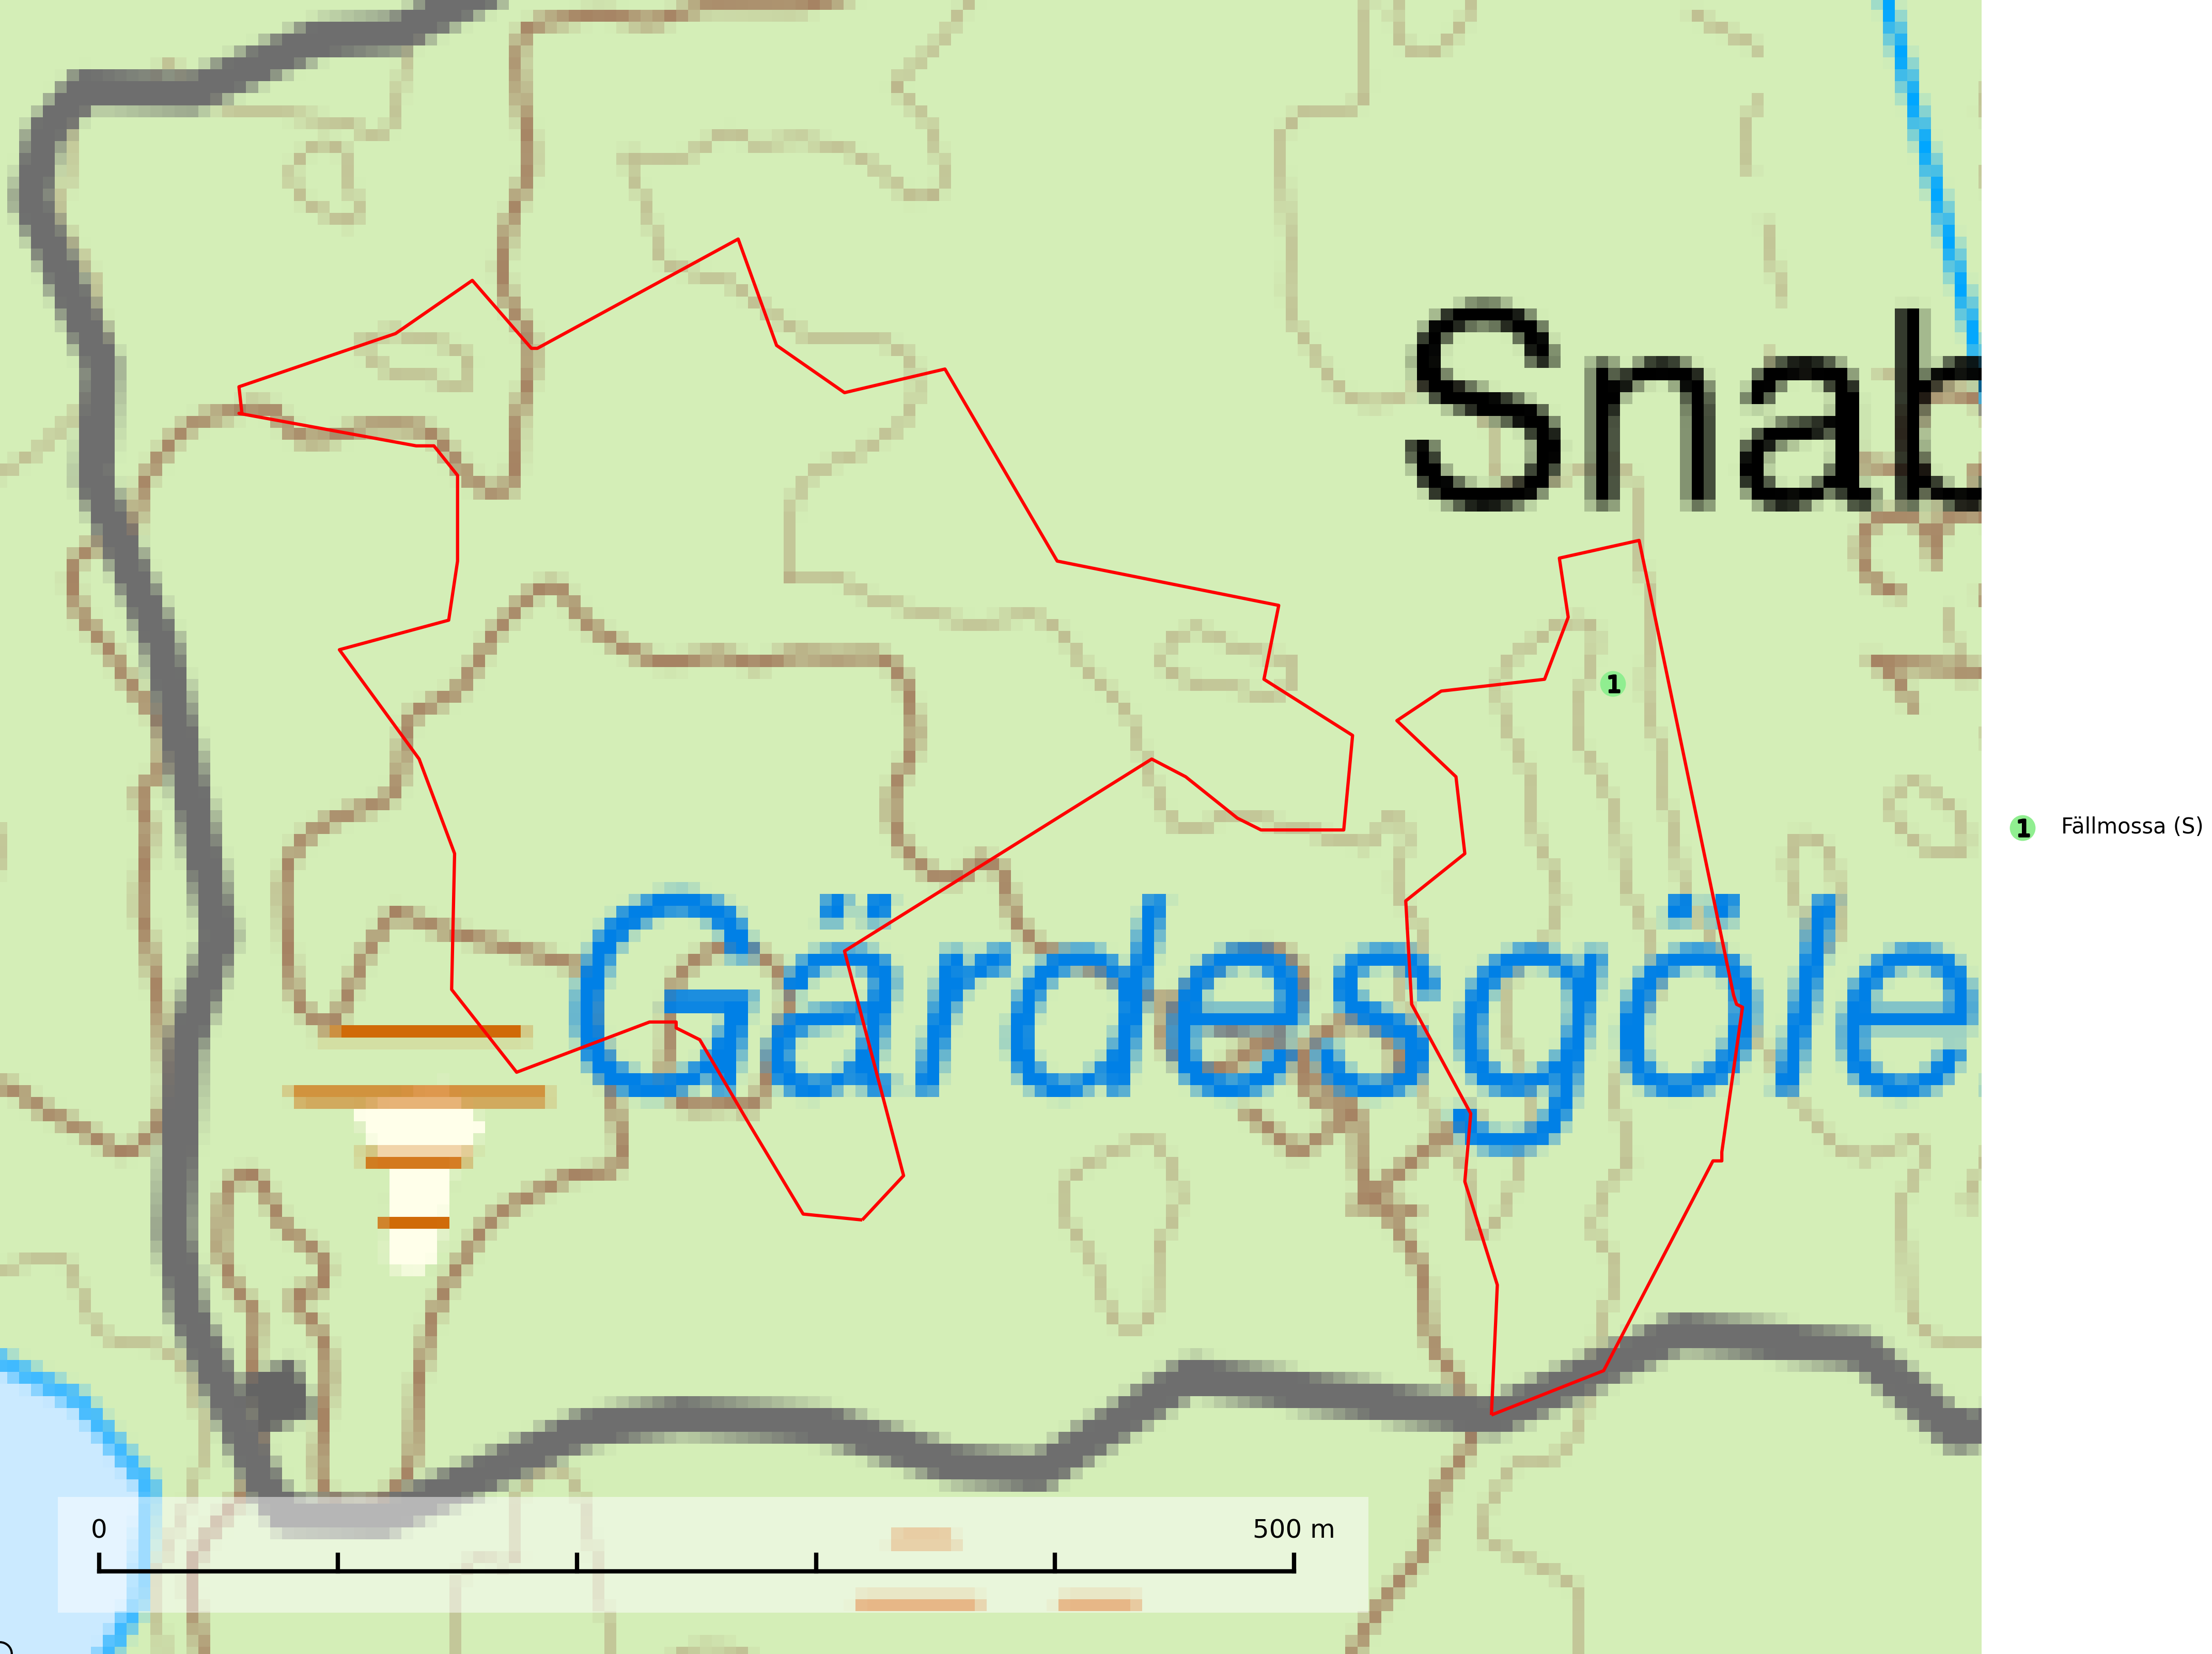 Snab
1
1 Fällmossa (S)
Gärdesgöle
0 500 m